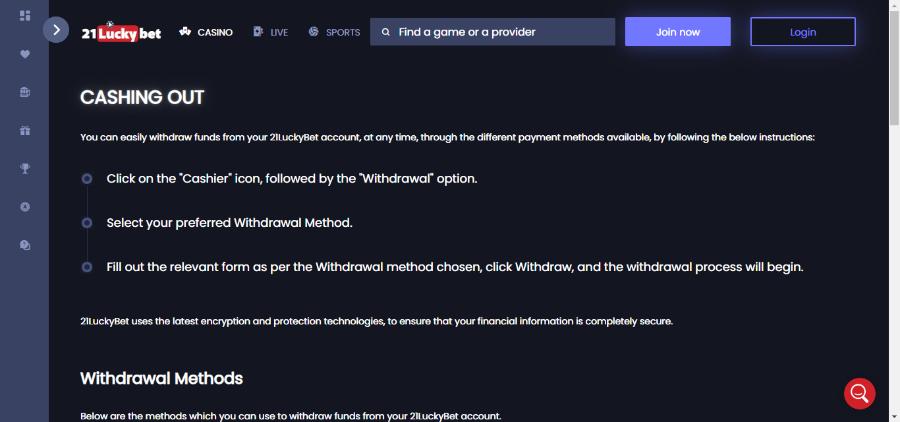 21Luckybet CASINO LIVE SPORTS Find a game or a provider Join now Login
CASHING OUT
You can easily withdraw funds from your 21LuckyBet account, at any time, through the different payment methods available, by following the below instructions:
Click on the "Cashier" icon, followed by the "Withdrawal" option.
Select your preferred Withdrawal Method.
Fill out the relevant form as per the Withdrawal method chosen, click Withdraw, and the withdrawal process will begin.
21LuckyBet uses the latest encryption and protection technologies, to ensure that your financial information is completely secure.
Withdrawal Methods
Below are the methods which you can use to withdraw funds from your 21LuckyBet account.